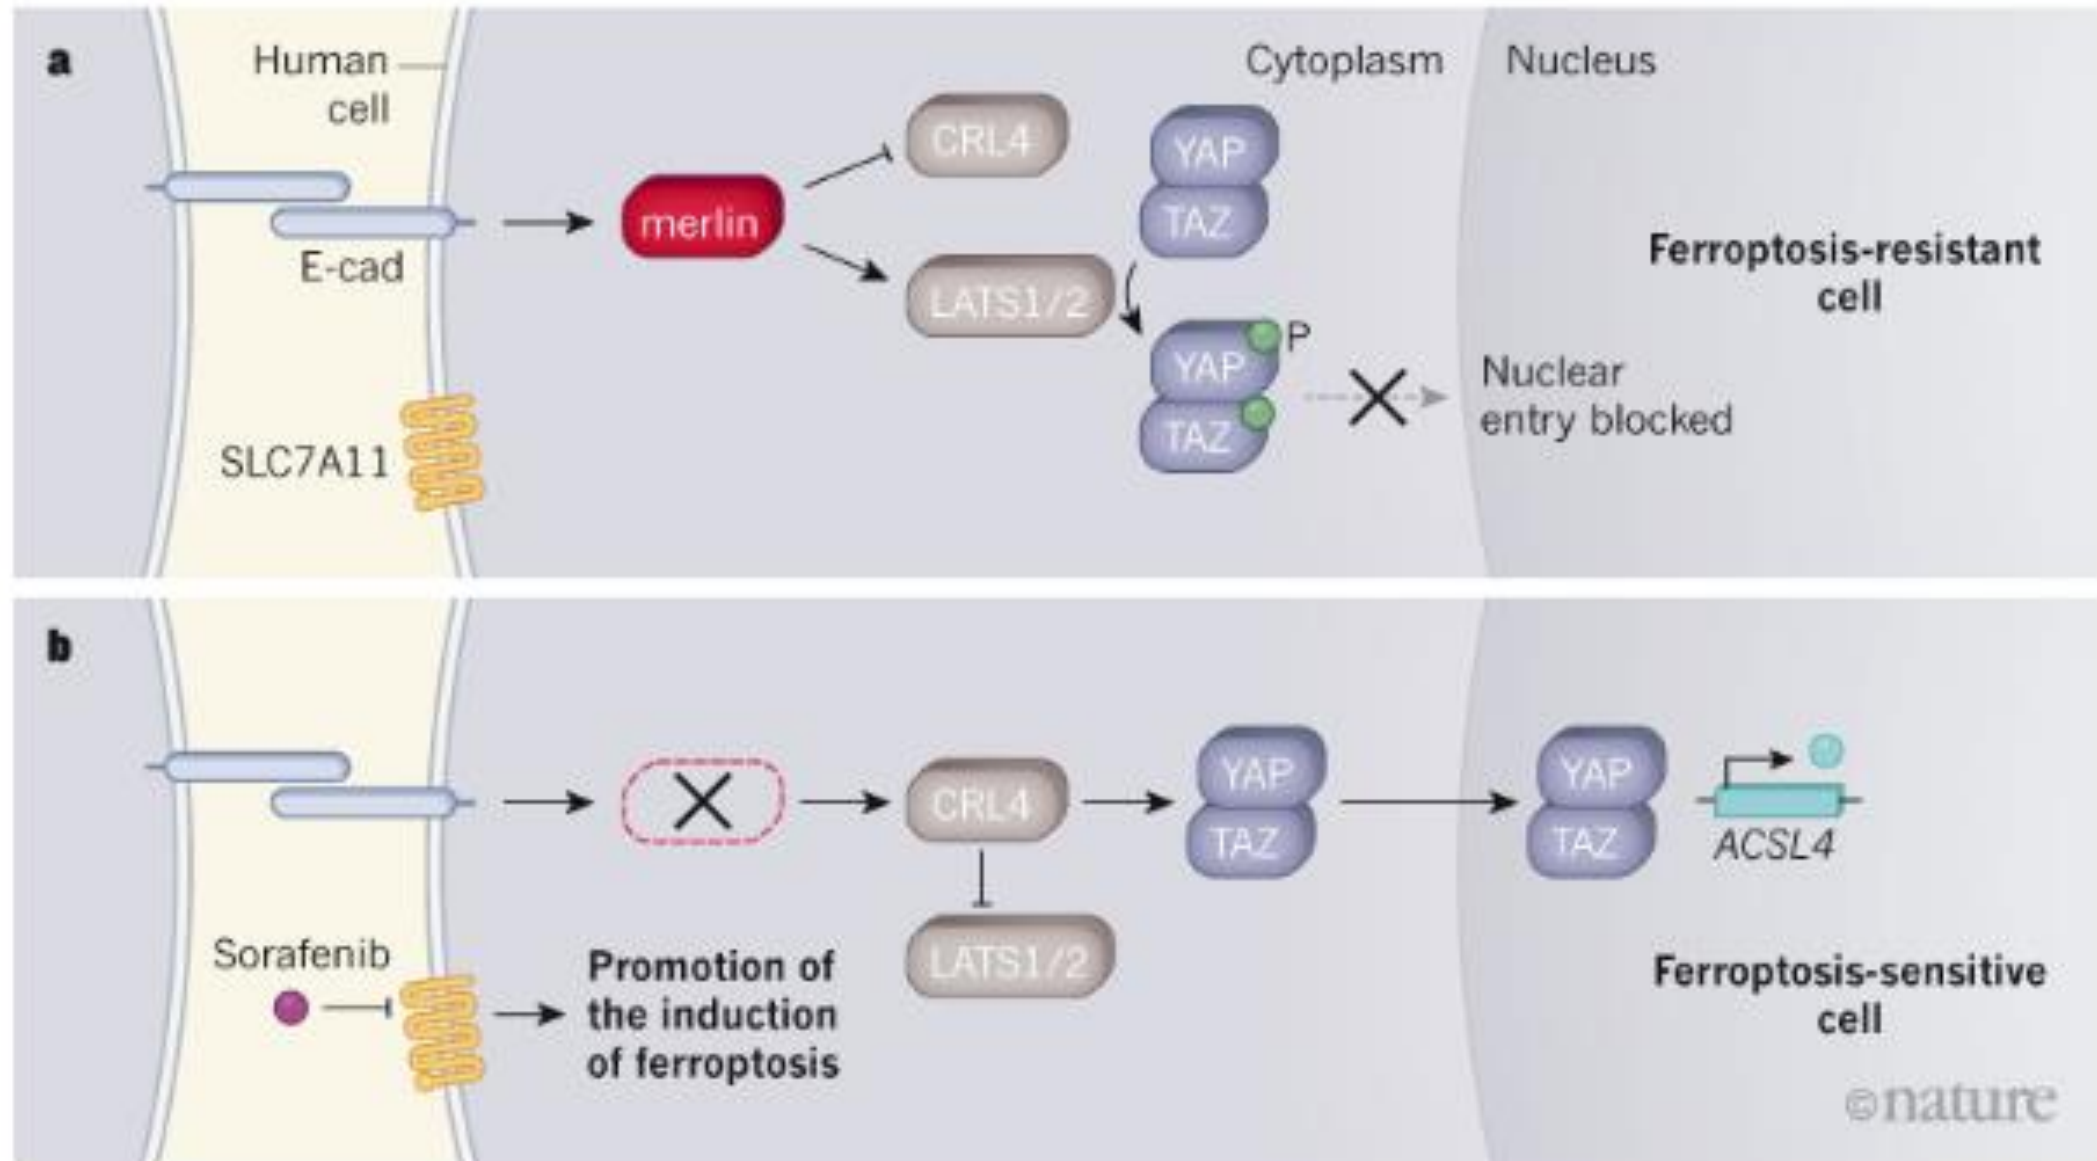 a
Human
cell
Cytoplasm
Nucleus
CRL4
YAP
TAZ
merlin
E-cad
LATS1/2
Ferroptosis-resistant
cell
YAP
P
TAZ
Nuclear
entry blocked
SLC7A11
b
CRL4
YAP
TAZ
YAP
TAZ
ACSL4
LATS1/2
Sorafenib
Promotion of
the induction
of ferroptosis
Ferroptosis-sensitive
cell
©nature